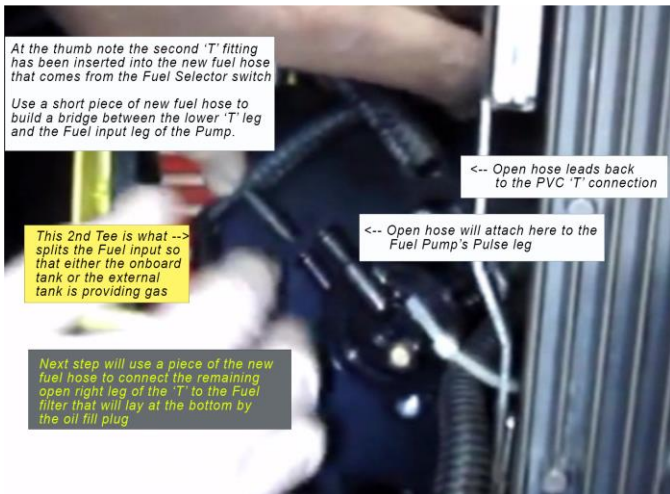 At the thumb note the second 'T' fitting
has been inserted into the new fuel hose
that comes from the Fuel Selector switch
Use a short piece of new fuel hose to
build a bridge between the lower 'T' leg
and the Fuel input leg of the Pump.
<-- Open hose leads back
to the PVC 'T' connection
<-- Open hose will attach here to the
Fuel Pump's Pulse leg
This 2nd Tee is what -->
splits the Fuel input so
that either the onboard
tank or the external
tank is providing gas
Next step will use a piece of the new
fuel hose to connect the remaining
open right leg of the 'T' to the Fuel
filter that will lay at the bottom by
the oil fill plug